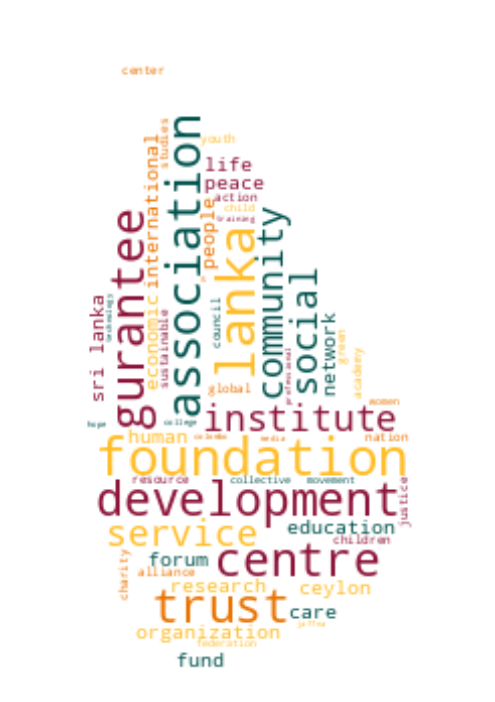 center
youth
studies
international
association
life
peace
action
child
training
people
gurantee
lanka
community
social
sri lanka
technology
economic
sustainable
council
network
professional
green
academy
global
women
hope
college
institute
human
colombo
media
nation
foundation
resource
collective
movement
justice
development
service
education
children
forum
centre
charity
alliance
research
ceylon
trust
care
jaffna
organization
federation
fund